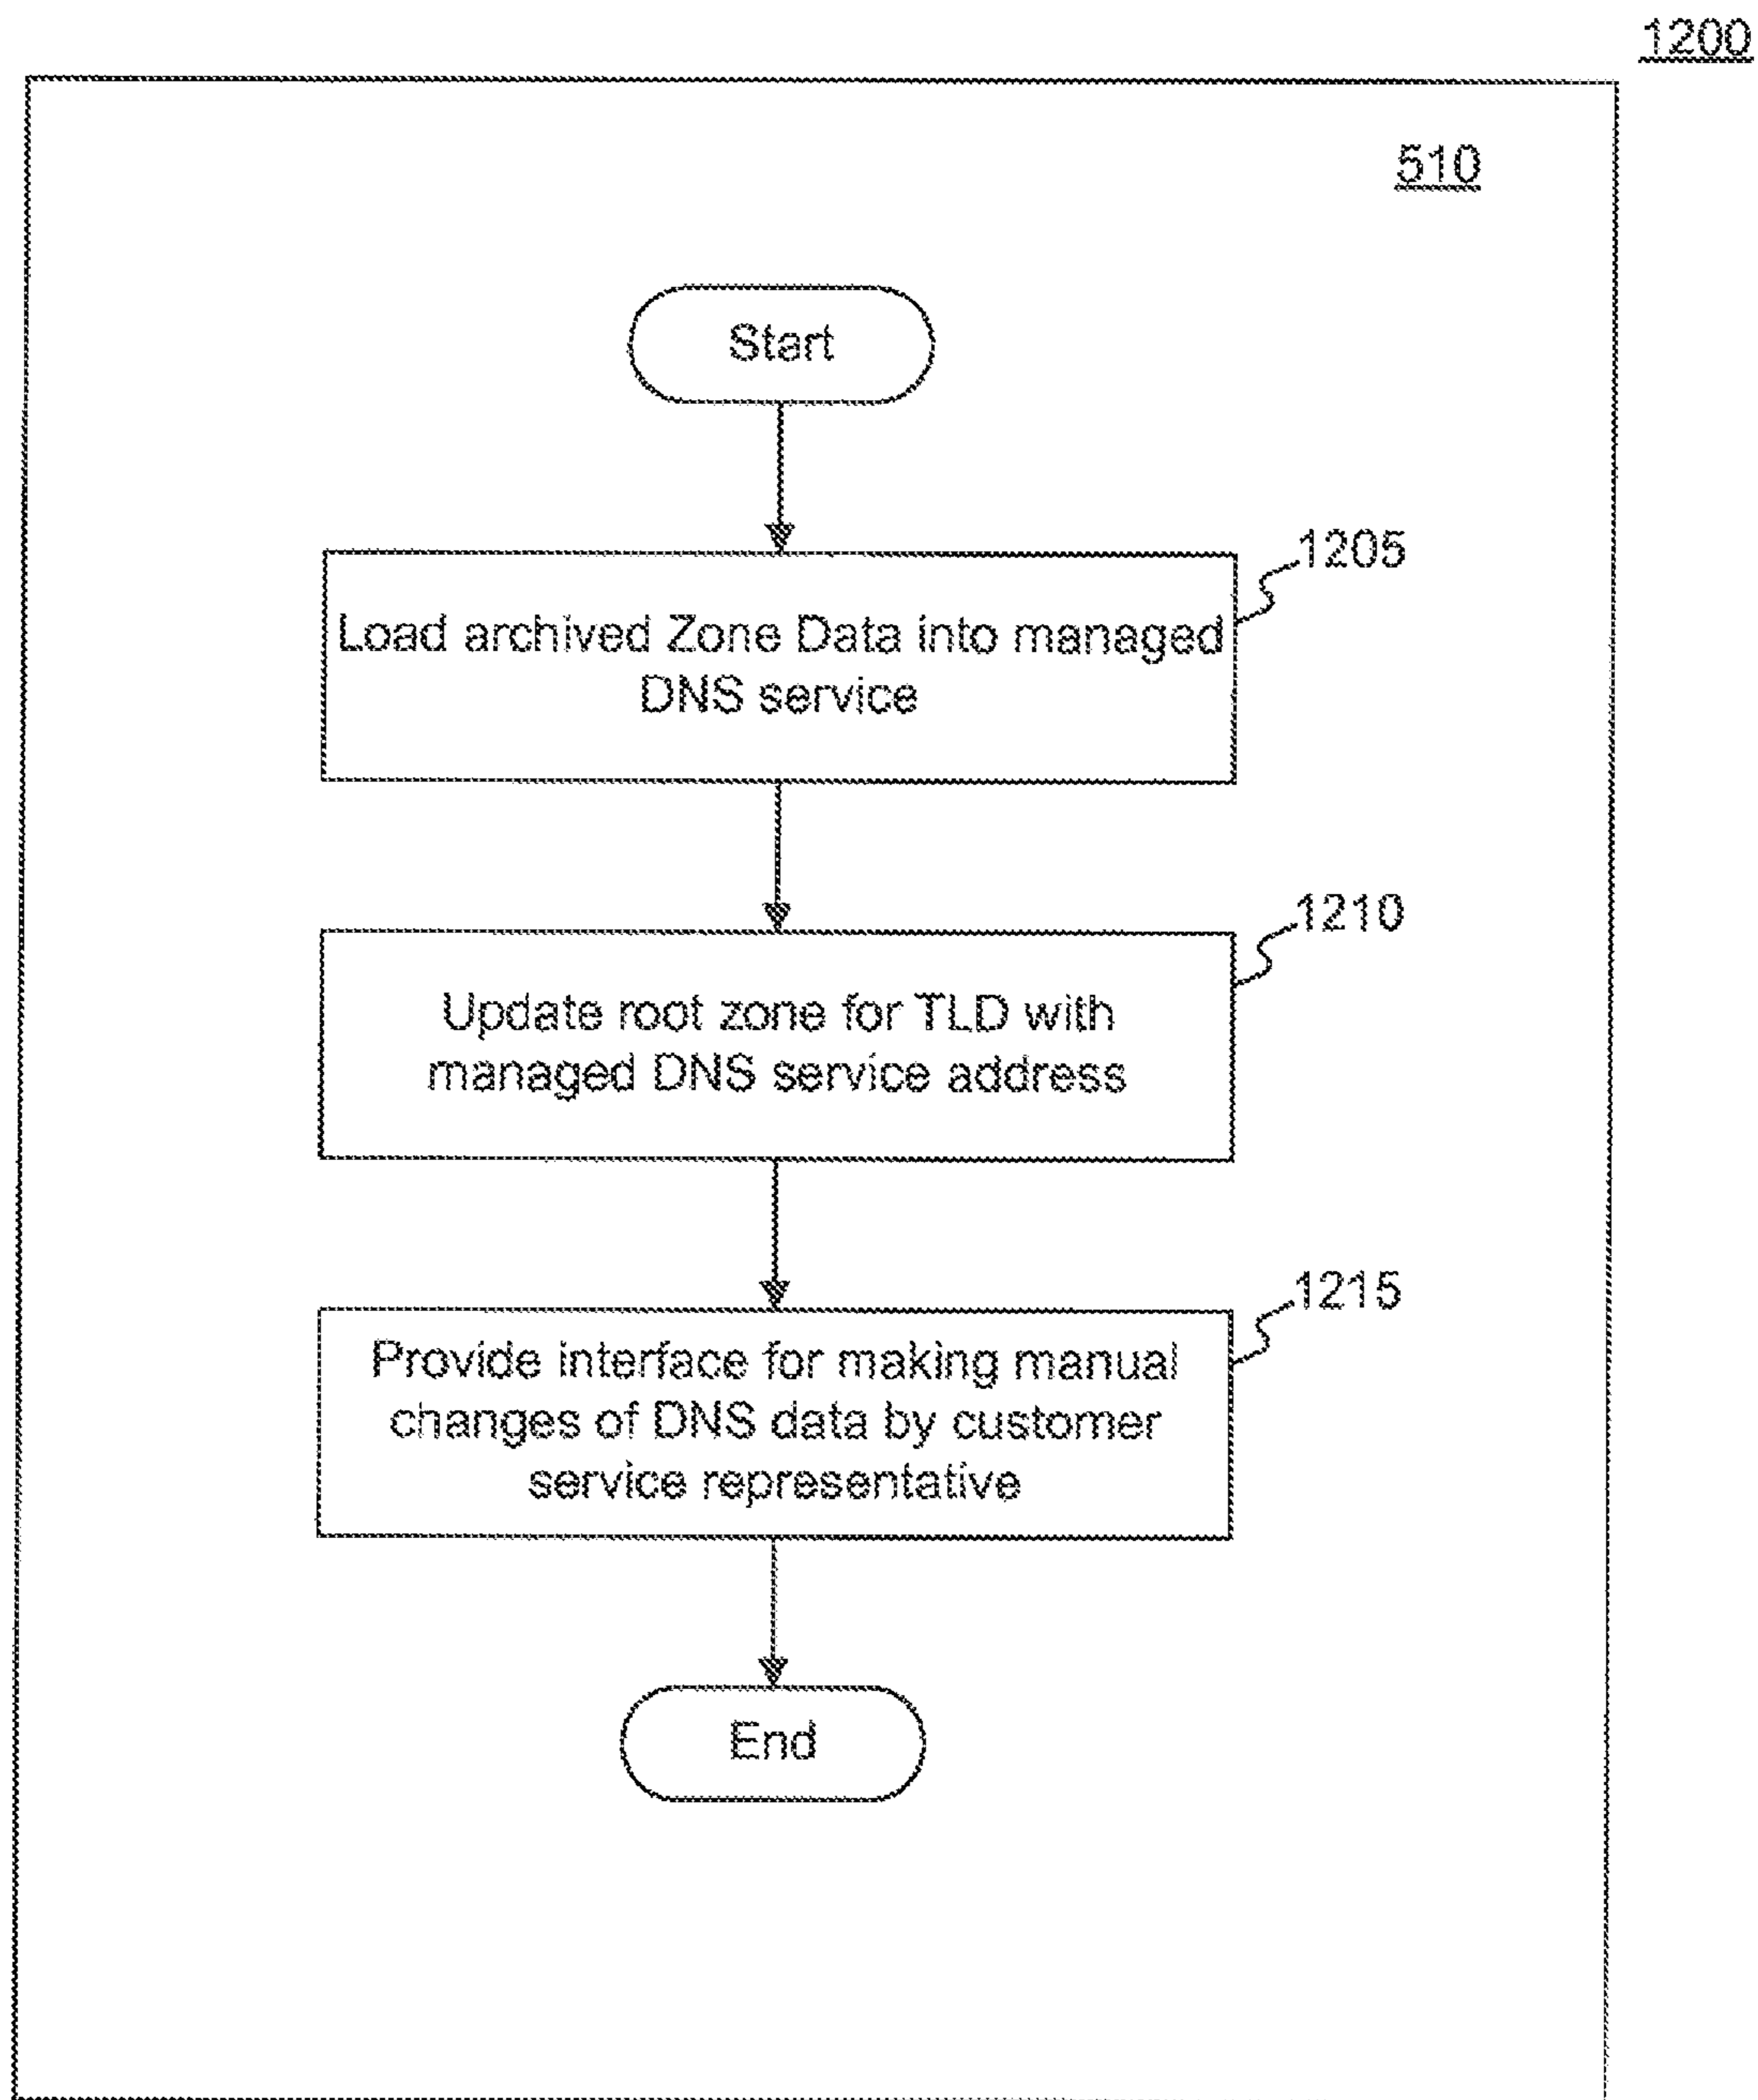 1200
510
Start
1205
Load archived Zone Data into managed
DNS service
1210
Update root zone for TLD with
managed DNS service address
1215
Provide interface for making manual
changes of DNS data by customer
service representative
End